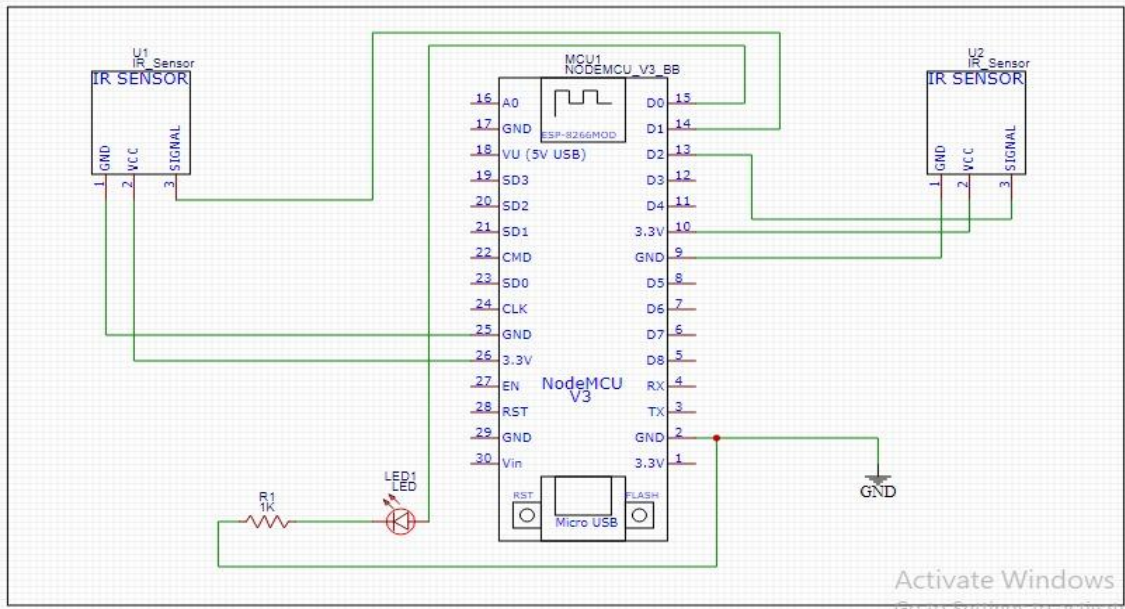 U1
IR_Sensor
IR SENSOR
GND
VCC
SIGNAL
1
2
3
MCU1
NODEMCU_V3_BB
ESP-8266MOD
16 A0
17 GND
18 VU (5V USB)
19 SD3
20 SD2
21 SD1
22 CMD
23 SD0
24 CLK
25 GND
26 3.3V
27 EN
28 RST
29 GND
30 Vin
D0 15
D1 14
D2 13
D3 12
D4 11
3.3V 10
GND 9
D5 8
D6 7
D7 6
D8 5
RX 4
TX 3
GND 2
3.3V 1
NodeMCU
V3
RST
FLASH
Micro USB
U2
IR_Sensor
IR SENSOR
GND
VCC
SIGNAL
1
2
3
LED1
LED
R1
1K
GND
Activate Windows